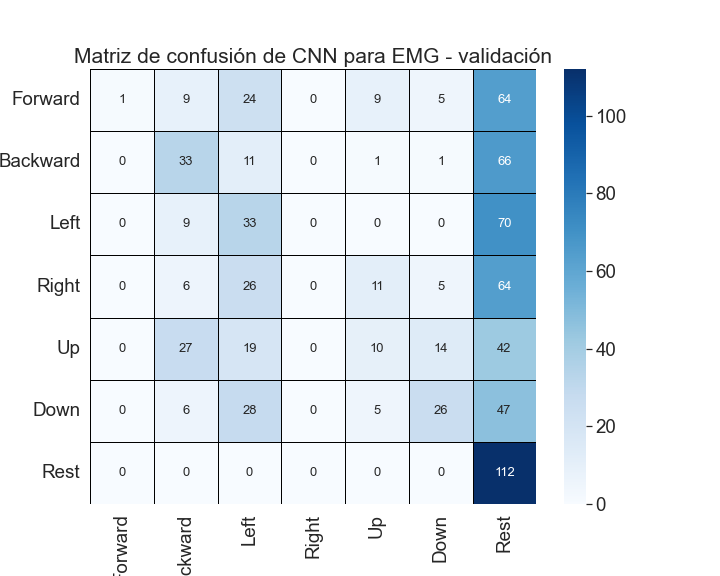 Matriz de confusión de CNN para EMG - validación
Forward 1 9 24 0 9 5 64
Backward 0 33 11 0 1 1 66
Left 0 9 33 0 0 0 70
Right 0 6 26 0 11 5 64
Up 0 27 19 0 10 14 42
Down 0 6 28 0 5 26 47
Rest 0 0 0 0 0 0 112
Forward ckward Left Right Up Down Rest
100
80
60
40
20
0